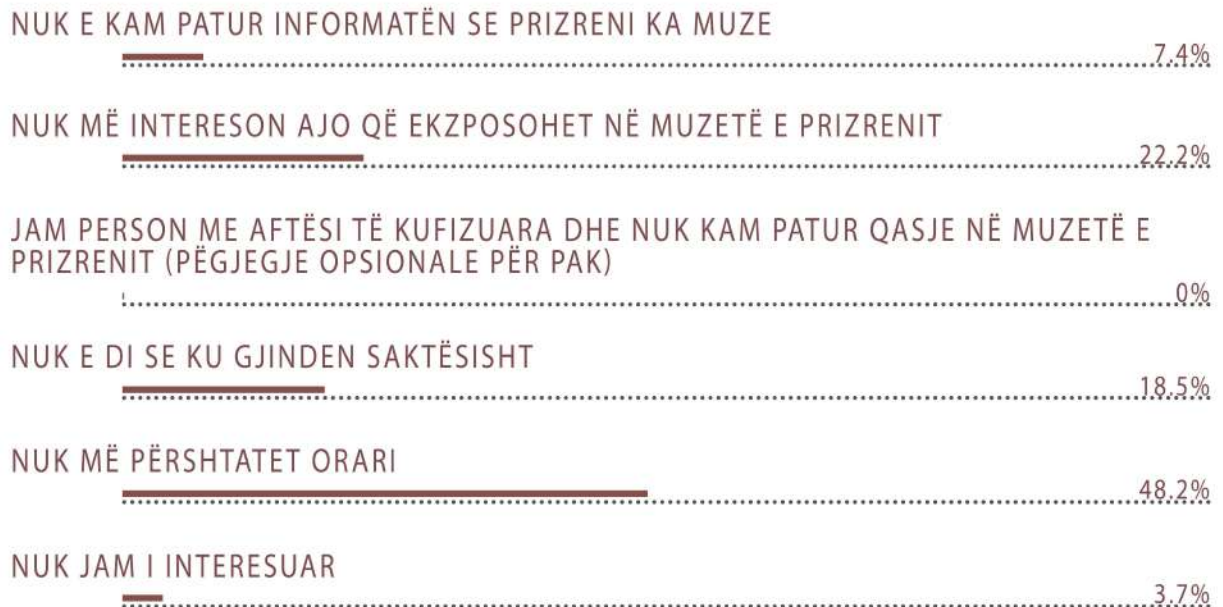 NUK E KAM PATUR INFORMATËN SE PRIZRENI KA MUZE
7.4%
NUK MË INTERESON AJO QË EKZPOSOHET NË MUZETË E PRIZRENIT
22.2%
JAM PERSON ME AFTËSI TË KUFIZUARA DHE NUK KAM PATUR QASJE NË MUZETË E
PRIZRENIT (PËGJEGJE OPSIONALE PËR PAK)
0%
NUK E DI SE KU GJINDEN SAKTËSISHT
18.5%
NUK MË PËRSHTATET ORARI
48.2%
NUK JAM I INTERESUAR
3.7%